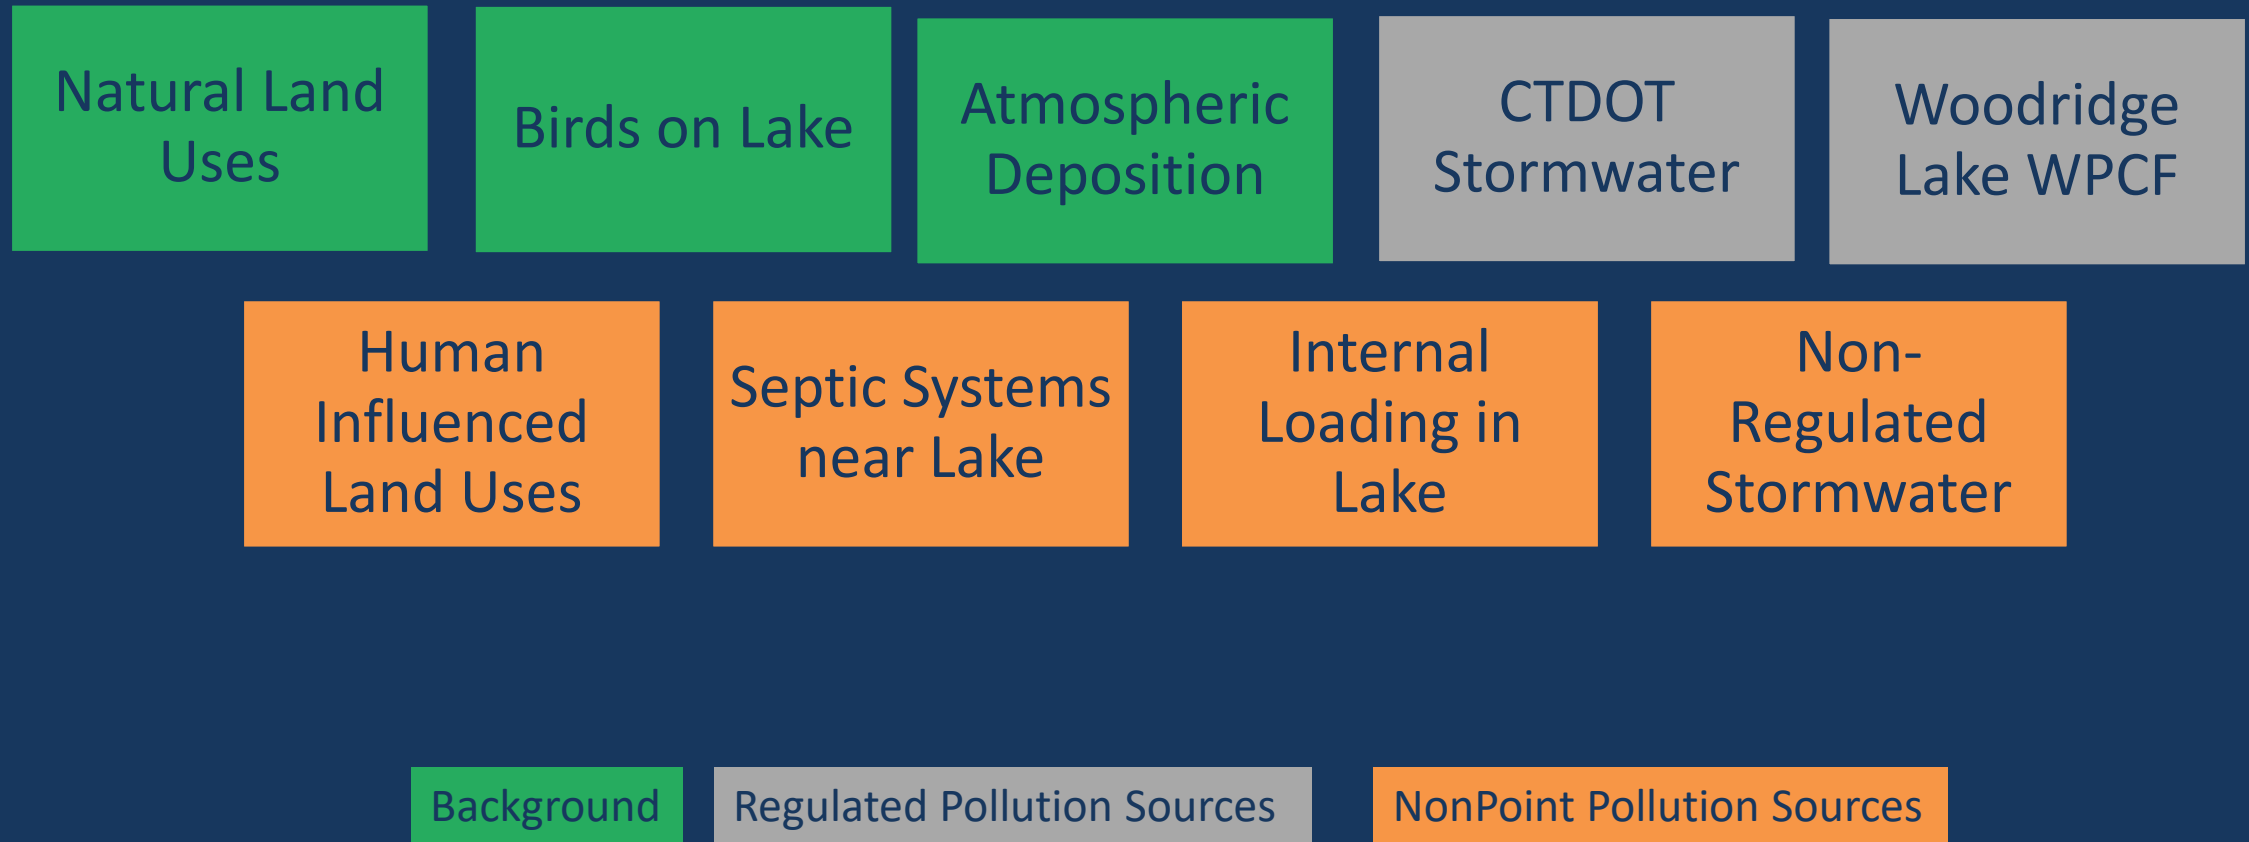 Natural Land
Uses
Birds on Lake
Atmospheric
Deposition
CTDOT
Stormwater
Woodridge
Lake WPCF
Human
Influenced
Land Uses
Septic Systems
near Lake
Internal
Loading in
Lake
Non-
Regulated
Stormwater
Background
Regulated Pollution Sources
NonPoint Pollution Sources